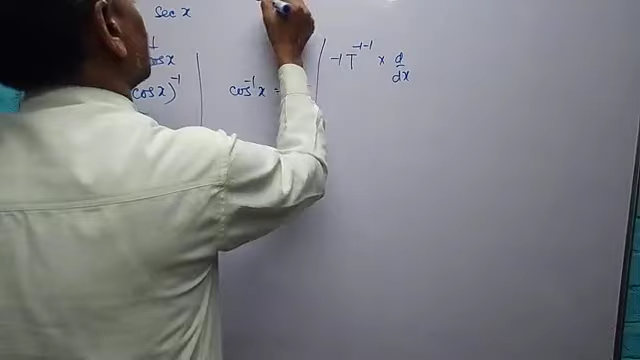 sec x
1
cos x
cos x)⁻¹
cos⁻¹ x =
-1 T⁻¹⁻¹ × d
dx